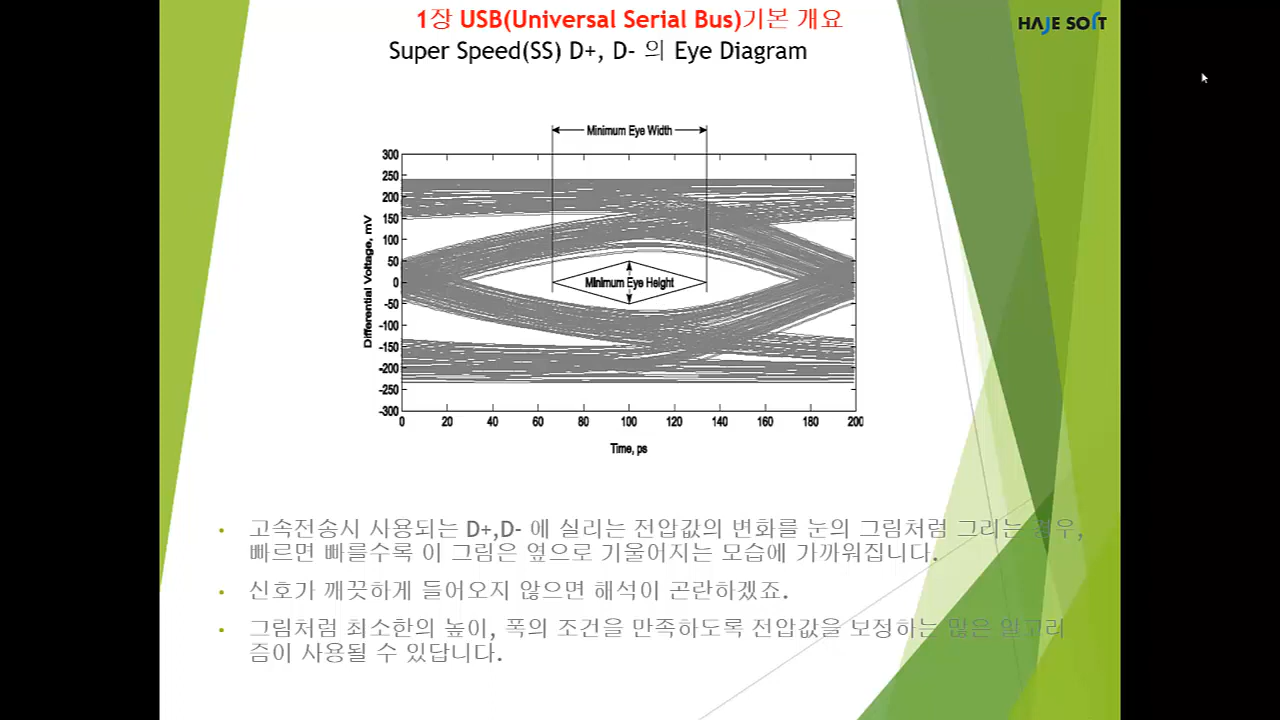 1장 USB(Universal Serial Bus)기본 개요
HAJE SOFT
Super Speed(SS) D+, D- 의 Eye Diagram
Minimum Eye Width
300
250
200
150
100
50
0
-50
-100
-150
-200
-250
-300
Differential Voltage, mV
Minimum Eye Height
0 20 40 60 80 100 120 140 160 180 200
Time, ps
• 고속전송시 사용되는 D+,D- 에 실리는 전압값의 변화를 눈의 그림처럼 그리는 경우,
빠르면 빠를수록 이 그림은 옆으로 기울어지는 모습에 가까워집니다.
• 신호가 깨끗하게 들어오지 않으면 해석이 곤란하겠죠.
• 그림처럼 최소한의 높이, 폭의 조건을 만족하도록 전압값을 보정하는 많은 알고리
즘이 사용될 수 있답니다.